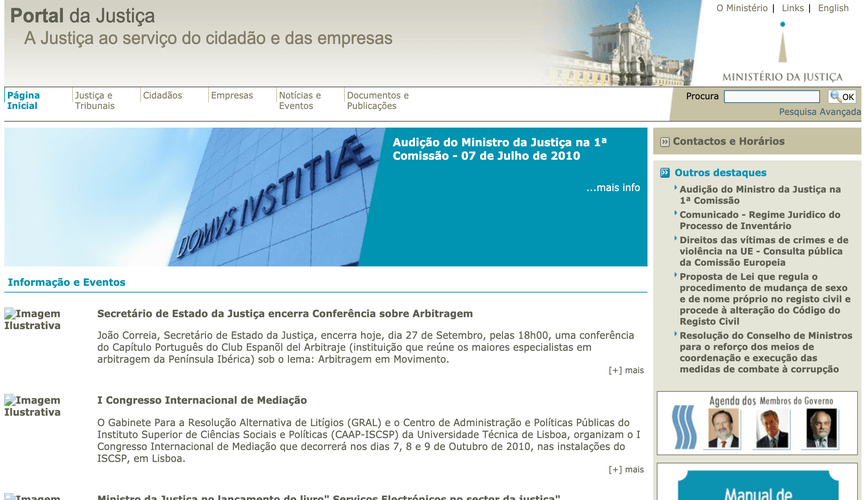 Portal da Justiça
A Justiça ao serviço do cidadão e das empresas
O Ministério | Links | English
MINISTÉRIO DA JUSTIÇA
Página Inicial
Justiça e Tribunais
Cidadãos
Empresas
Notícias e Eventos
Documentos e Publicações
Procura
OK
Pesquisa Avançada
DOMVS IVSTITIÆ
Audição do Ministro da Justiça na 1ª
Comissão - 07 de Julho de 2010
...mais info
Informação e Eventos
Imagem
Ilustrativa
Secretário de Estado da Justiça encerra Conferência sobre Arbitragem
João Correia, Secretário de Estado da Justiça, encerra hoje, dia 27 de Setembro, pelas 18h00, uma conferência
do Capítulo Português do Club Espanõl del Arbitraje (instituição que reúne os maiores especialistas em
arbitragem da Península Ibérica) sob o lema: Arbitragem em Movimento.
[+] mais
Imagem
Ilustrativa
I Congresso Internacional de Mediação
O Gabinete Para a Resolução Alternativa de Litígios (GRAL) e o Centro de Administração e Políticas Públicas do
Instituto Superior de Ciências Sociais e Políticas (CAAP-ISCSP) da Universidade Técnica de Lisboa, organizam o I
Congresso Internacional de Mediação que decorrerá nos dias 7, 8 e 9 de Outubro de 2010, nas instalações do
ISCSP, em Lisboa.
[+] mais
Imagem
Ministro da Justiça no lançamento do livro" Serviços Electrónicos no sector da justiça"
Contactos e Horários
Outros destaques
Audição do Ministro da Justiça na
1ª Comissão
Comunicado - Regime Juridico do
Processo de Inventário
Direitos das vítimas de crimes e de
violência na UE - Consulta pública
da Comissão Europeia
Proposta de Lei que regula o
procedimento de mudança de sexo
e de nome próprio no registo civil e
procede à alteração do Código do
Registo Civil
Resolução do Conselho de Ministros
para o reforço dos meios de
coordenação e execução das
medidas de combate à corrupção
Agenda dos Membros do Governo
Manual de